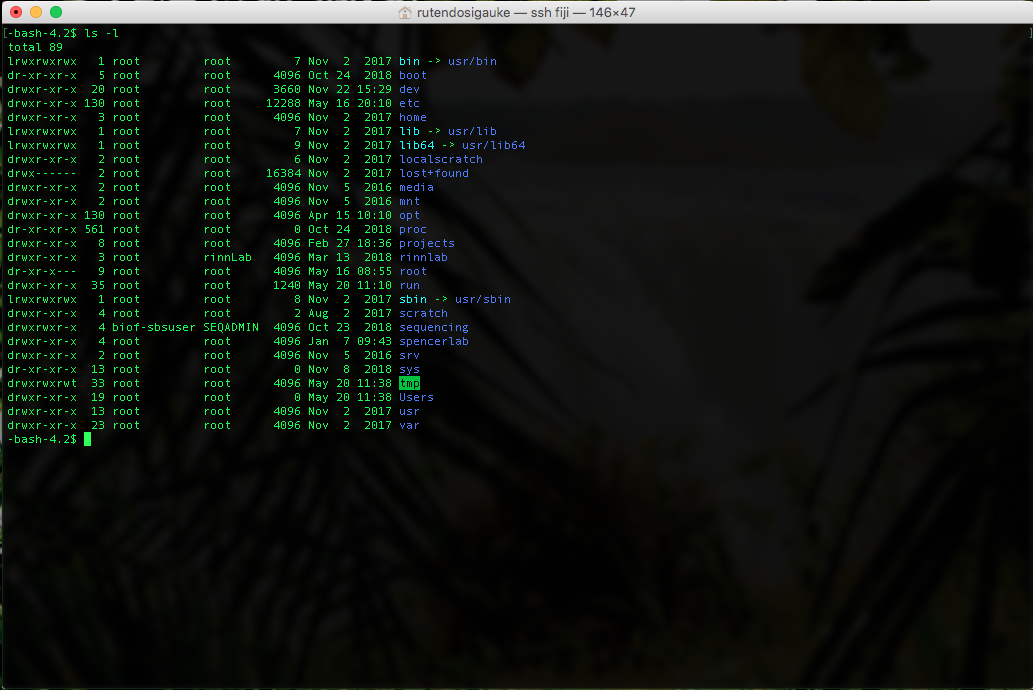 rutendosigauke — ssh fiji — 146×47
[-bash-4.2$ ls -l ]
total 89
lrwxrwxrwx   1 root         root         7 Nov  2  2017 bin -> usr/bin
dr-xr-xr-x   5 root         root      4096 Oct 24  2018 boot
drwxr-xr-x  20 root         root      3660 Nov 22 15:29 dev
drwxr-xr-x 130 root         root     12288 May 16 20:10 etc
drwxr-xr-x   3 root         root      4096 Nov  2  2017 home
lrwxrwxrwx   1 root         root         7 Nov  2  2017 lib -> usr/lib
lrwxrwxrwx   1 root         root         9 Nov  2  2017 lib64 -> usr/lib64
drwxr-xr-x   2 root         root         6 Nov  2  2017 localscratch
drwx------   2 root         root     16384 Nov  2  2017 lost+found
drwxr-xr-x   2 root         root      4096 Nov  5  2016 media
drwxr-xr-x   2 root         root      4096 Nov  5  2016 mnt
drwxr-xr-x 130 root         root      4096 Apr 15 10:10 opt
dr-xr-xr-x 561 root         root         0 Oct 24  2018 proc
drwxr-xr-x   8 root         root      4096 Feb 27 18:36 projects
drwxr-xr-x   3 root         rinnLab   4096 Mar 13  2018 rinnlab
dr-xr-x---   9 root         root      4096 May 16 08:55 root
drwxr-xr-x  35 root         root      1240 May 20 11:10 run
lrwxrwxrwx   1 root         root         8 Nov  2  2017 sbin -> usr/sbin
drwxr-xr-x   4 root         root         2 Aug  2  2017 scratch
drwxr-xr-x   4 biof-sbsuser SEQADMIN  4096 Oct 23  2018 sequencing
drwxr-xr-x   4 root         root      4096 Jan  7 09:43 spencerlab
drwxr-xr-x   2 root         root      4096 Nov  5  2016 srv
dr-xr-xr-x  13 root         root         0 Nov  8  2018 sys
drwxrwxrwt  33 root         root      4096 May 20 11:38 tmp
drwxr-xr-x  19 root         root         0 May 20 11:38 Users
drwxr-xr-x  13 root         root      4096 Nov  2  2017 usr
drwxr-xr-x  23 root         root      4096 Nov  2  2017 var
-bash-4.2$